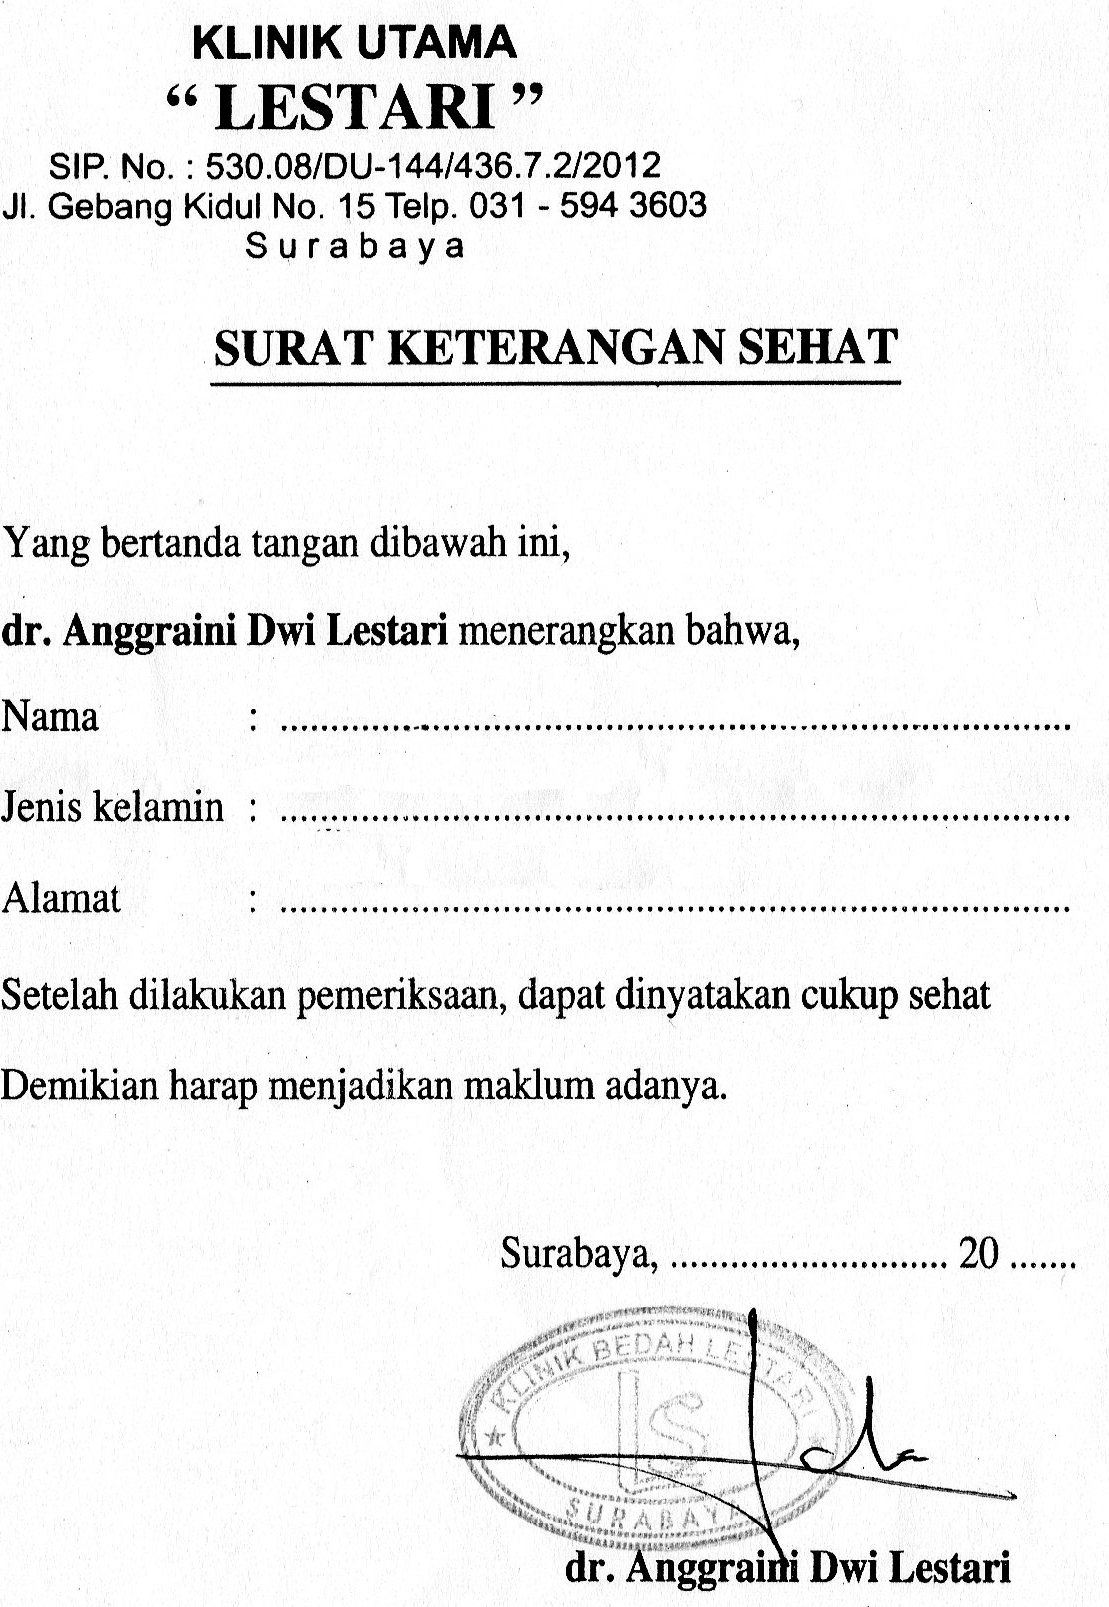 KLINIK UTAMA
“ LESTARI ”
SIP. No. : 530.08/DU-144/436.7.2/2012
Jl. Gebang Kidul No. 15 Telp. 031 - 594 3603
Surabaya
SURAT KETERANGAN SEHAT
Yang bertanda tangan dibawah ini,
dr. Anggraini Dwi Lestari menerangkan bahwa,
Nama : ................................................................................
Jenis kelamin : ................................................................................
Alamat : ................................................................................
Setelah dilakukan pemeriksaan, dapat dinyatakan cukup sehat
Demikian harap menjadikan maklum adanya.
Surabaya, ............................ 20 .......
KLINIK BEDAH LESTARI
LS
SURABAYA
dr. Anggraini Dwi Lestari